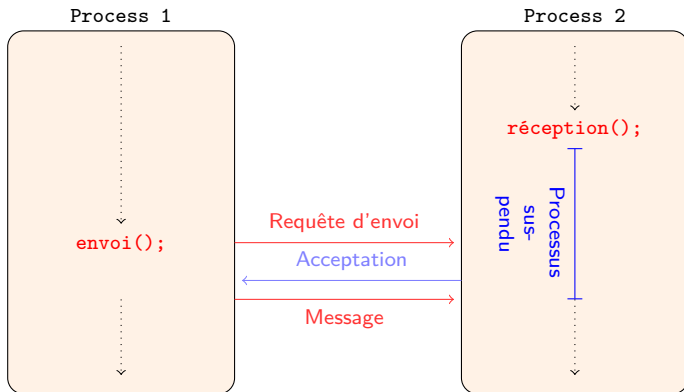 Process 1
Process 2
réception();
Processus
sus-
pendu
envoi();
Requête d'envoi
Acceptation
Message